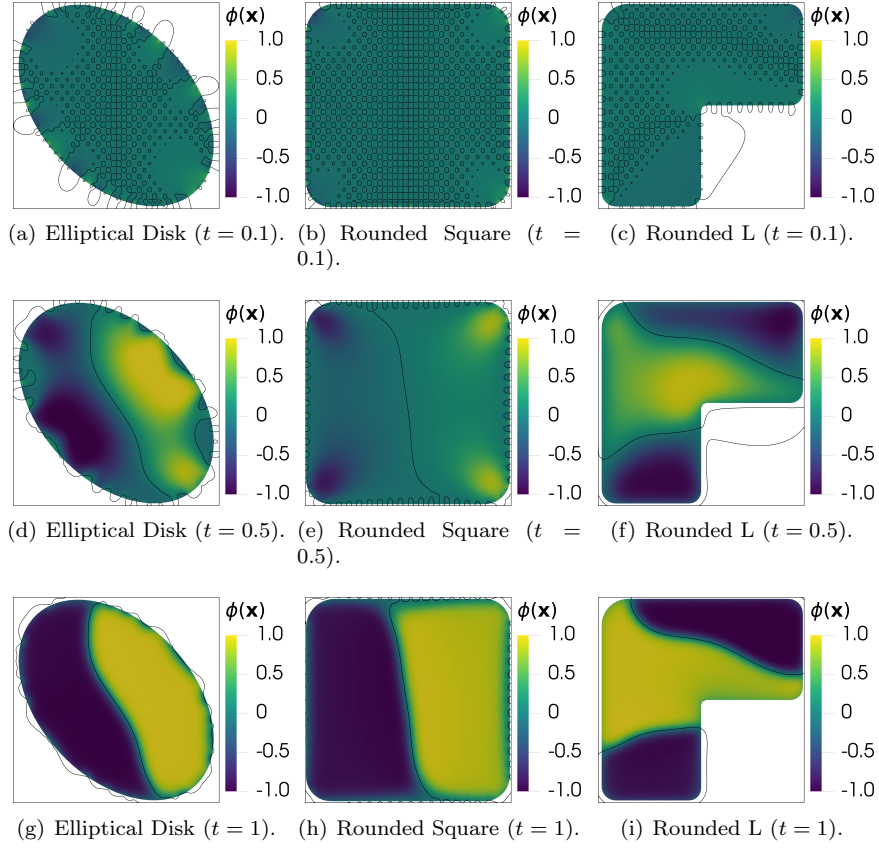 ϕ(x) ϕ(x) ϕ(x)
1.0 1.0 1.0
0.5 0.5 0.5
0 0 0
-0.5 -0.5 -0.5
-1.0 -1.0 -1.0
(a) Elliptical Disk (t = 0.1). (b) Rounded Square (t = (c) Rounded L (t = 0.1).
0.1).
ϕ(x) ϕ(x) ϕ(x)
1.0 1.0 1.0
0.5 0.5 0.5
0 0 0
-0.5 -0.5 -0.5
-1.0 -1.0 -1.0
(d) Elliptical Disk (t = 0.5). (e) Rounded Square (t = (f) Rounded L (t = 0.5).
0.5).
ϕ(x) ϕ(x) ϕ(x)
1.0 1.0 1.0
0.5 0.5 0.5
0 0 0
-0.5 -0.5 -0.5
-1.0 -1.0 -1.0
(g) Elliptical Disk (t = 1). (h) Rounded Square (t = 1). (i) Rounded L (t = 1).